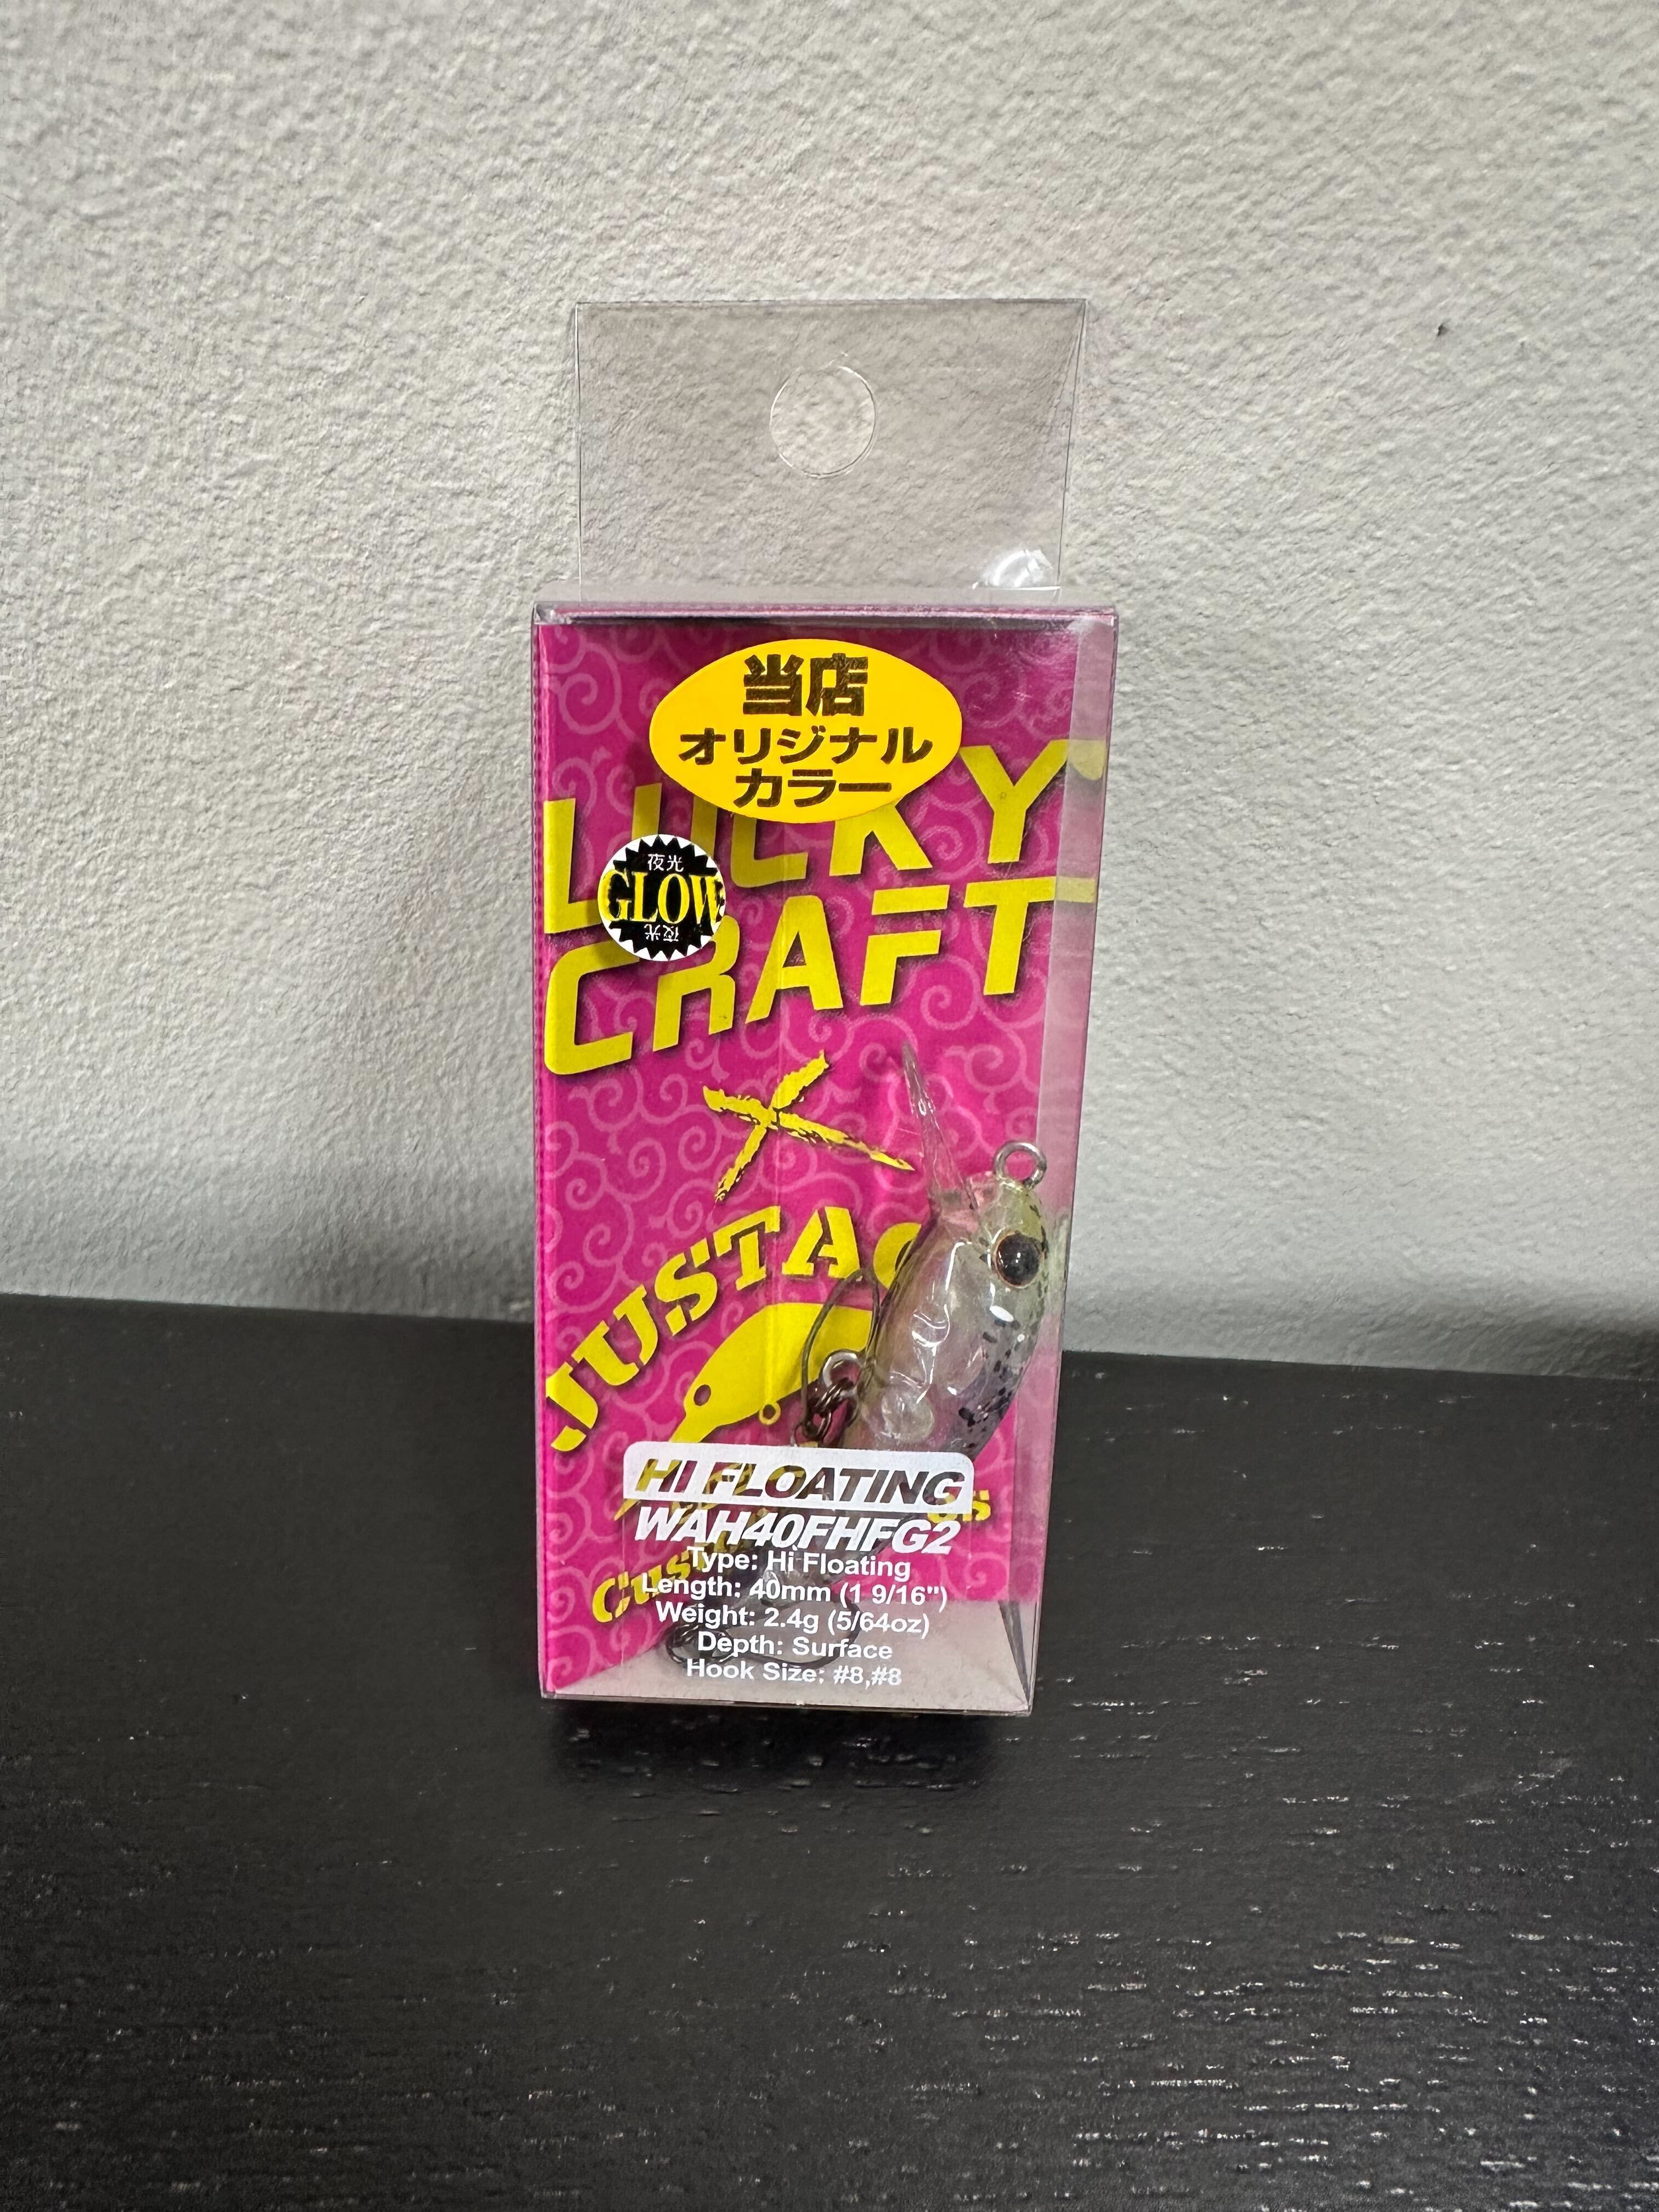 当店
オリジナル
カラー
LUCKY
夜光
GLOW
夜光
CRAFT
X
JUSTAC
HI FLOATING
WAH40FHFG2
Type: Hi Floating
Length: 40mm (1 9/16")
Weight: 2.4g (5/64oz)
Depth: Surface
Hook Size: #8,#8